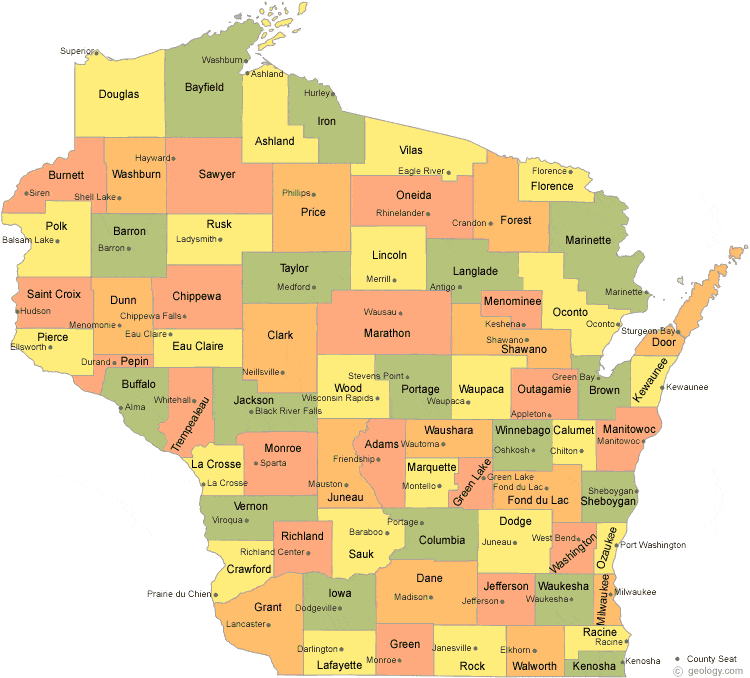 Superior
Washburn
Ashland
Douglas
Bayfield
Hurley
Iron
Ashland
Vilas
Eagle River
Florence
Florence
Burnett
Siren
Hayward
Washburn
Shell Lake
Sawyer
Phillips
Price
Oneida
Rhinelander
Crandon
Forest
Marinette
Marinette
Polk
Balsam Lake
Barron
Barron
Rusk
Ladysmith
Lincoln
Merrill
Langlade
Antigo
Taylor
Medford
Oconto
Oconto
Saint Croix
Hudson
Dunn
Menomonie
Chippewa
Chippewa Falls
Eau Claire
Eau Claire
Clark
Neillsville
Wausau
Marathon
Menominee
Keshena
Shawano
Shawano
Sturgeon Bay
Door
Pierce
Ellsworth
Pepin
Durand
Buffalo
Alma
Whitehall
Trempealeau
Jackson
Black River Falls
Wood
Wisconsin Rapids
Stevens Point
Portage
Waupaca
Waupaca
Outagamie
Appleton
Green Bay
Brown
Kewaunee
Kewaunee
La Crosse
La Crosse
Monroe
Sparta
Juneau
Mauston
Adams
Friendship
Waushara
Wautoma
Winnebago
Oshkosh
Calumet
Chilton
Manitowoc
Manitowoc
Marquette
Montello
Green Lake
Green Lake
Fond du Lac
Fond du Lac
Sheboygan
Sheboygan
Vernon
Viroqua
Richland
Richland Center
Sauk
Baraboo
Portage
Columbia
Dodge
Juneau
West Bend
Washington
Ozaukee
Port Washington
Crawford
Prairie du Chien
Grant
Lancaster
Iowa
Dodgeville
Dane
Madison
Jefferson
Jefferson
Waukesha
Waukesha
Milwaukee
Milwaukee
Darlington
Lafayette
Green
Monroe
Janesville
Rock
Elkhorn
Walworth
Racine
Racine
Kenosha
Kenosha
County Seat
© geology.com